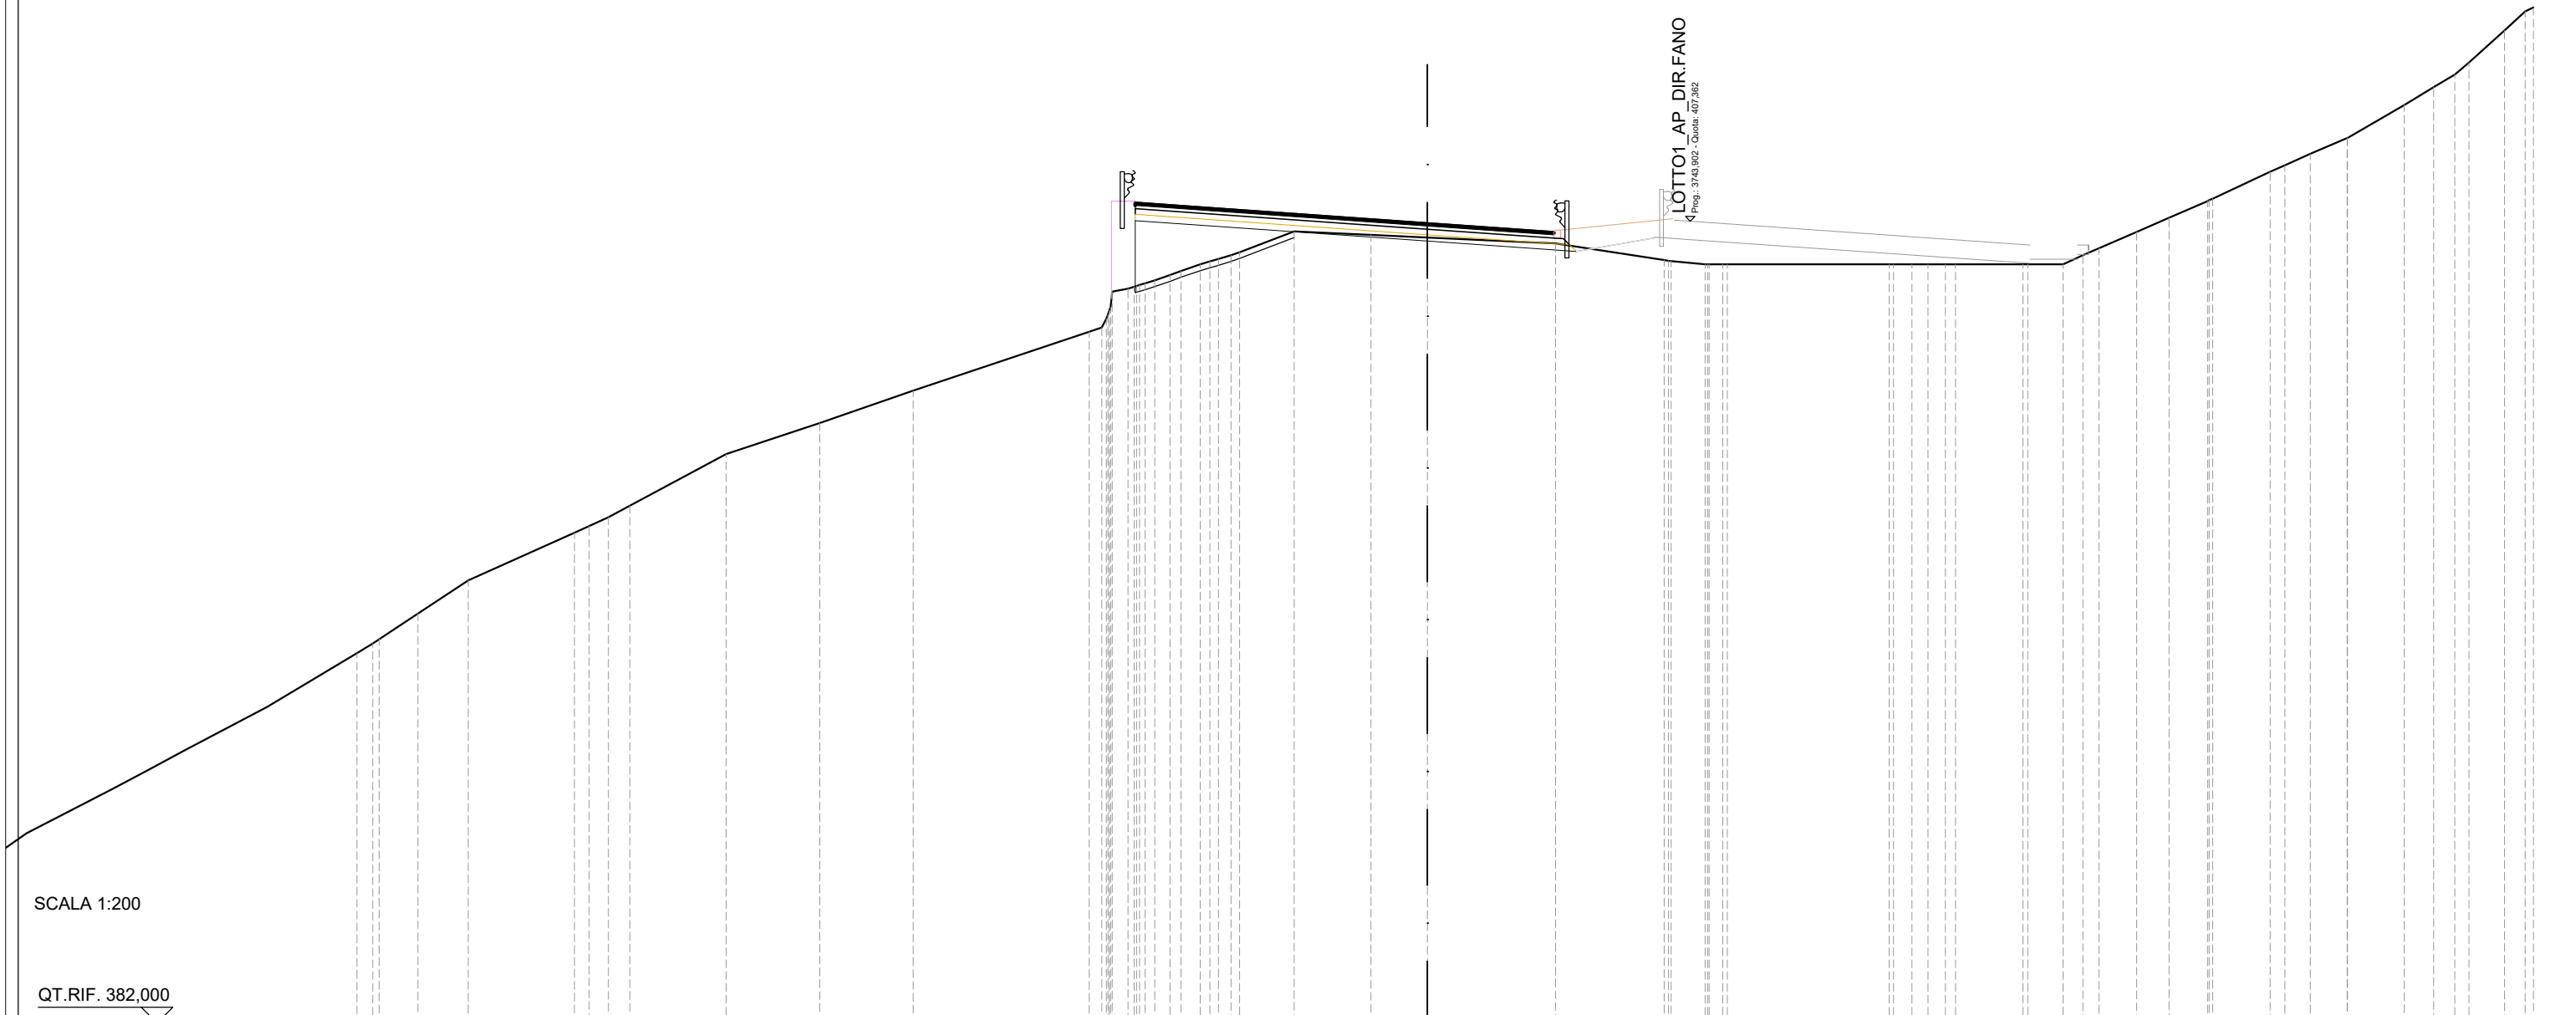 LOTTO1_AP_DIR.FANO
Prog.: 3743,902 - Quota: 407,362
SCALA 1:200
QT.RIF. 382,000